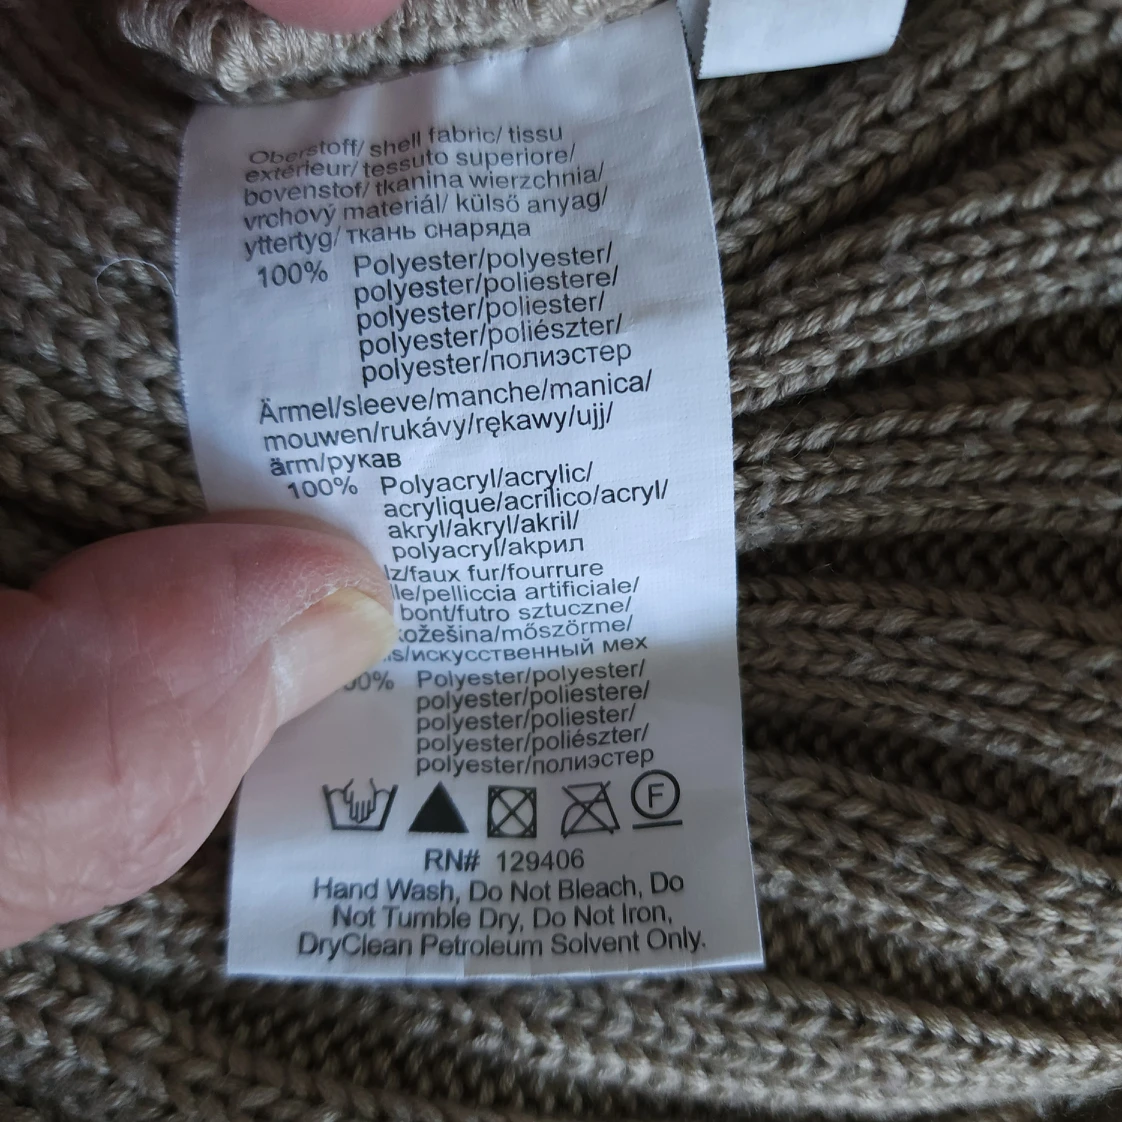 Oberstoff/ shell fabric/ tissu
extérieur/ tessuto superiore/
bovenstof/ tkanina wierzchnia/
vrchový materiál/ külső anyag/
yttertyg/ ткань снаряда
100% Polyester/polyester/
polyester/poliestere/
polyester/poliester/
polyester/poliészter/
polyester/полиэстер
Ärmel/sleeve/manche/manica/
mouwen/rukávy/rękawy/ujj/
ärm/рукав
100% Polyacryl/acrylic/
acrylique/acrilico/acryl/
akryl/akryl/akril/
polyacryl/акрил
faux fur/fourrure
pelliccia artificiale/
bont/futro sztuczne/
műszörme/
искусственный мех
Polyester/polyester/
polyester/poliestere/
polyester/poliester/
polyester/poliészter/
polyester/полиэстер
F
RN# 129406
Hand Wash, Do Not Bleach, Do
Not Tumble Dry, Do Not Iron,
DryClean Petroleum Solvent Only.